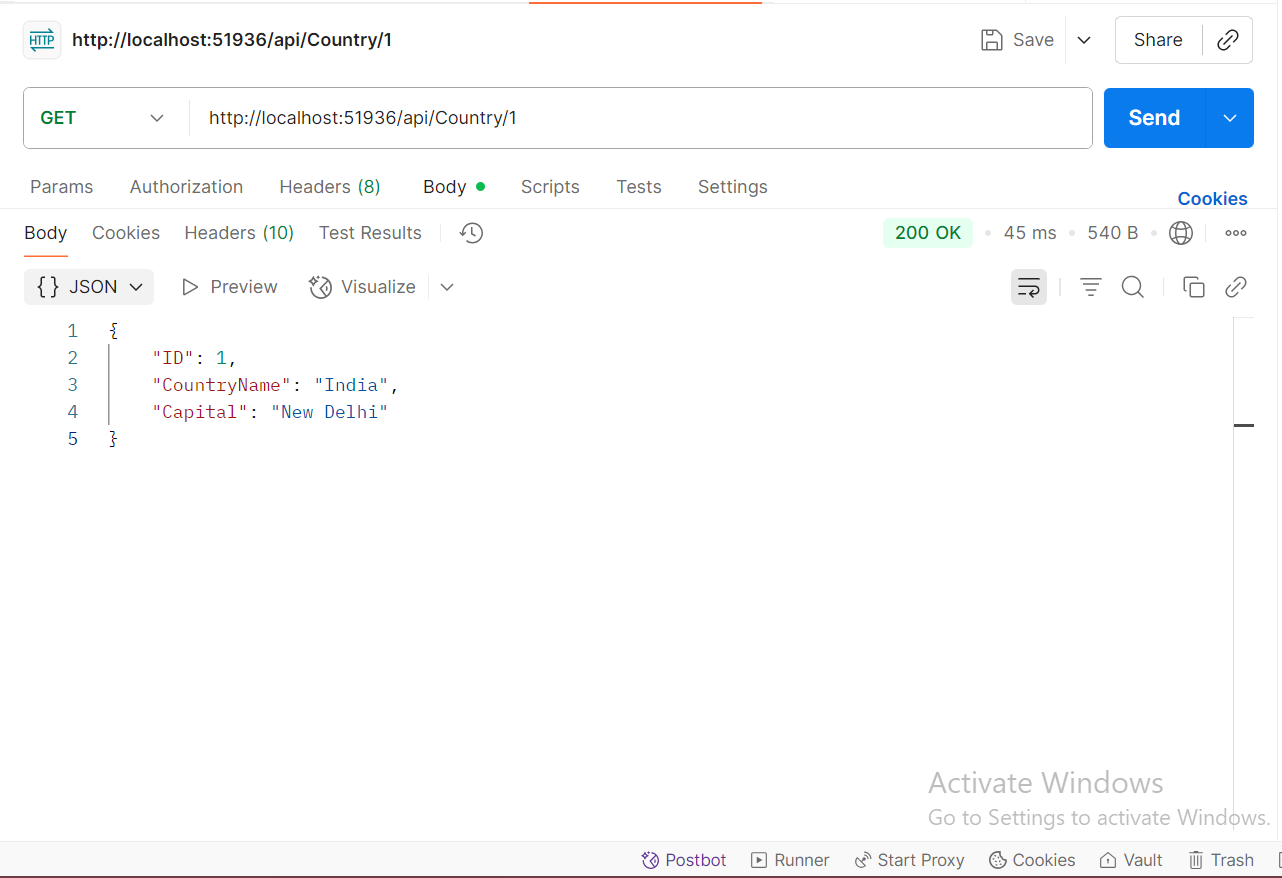 HTTP http://localhost:51936/api/Country/1 Save Share
GET http://localhost:51936/api/Country/1 Send
Params Authorization Headers (8) Body Scripts Tests Settings Cookies
Body Cookies Headers (10) Test Results 200 OK 45 ms 540 B
{} JSON Preview Visualize
1 {
2 "ID": 1,
3 "CountryName": "India",
4 "Capital": "New Delhi"
5 }
Activate Windows
Go to Settings to activate Windows.
Postbot Runner Start Proxy Cookies Vault Trash